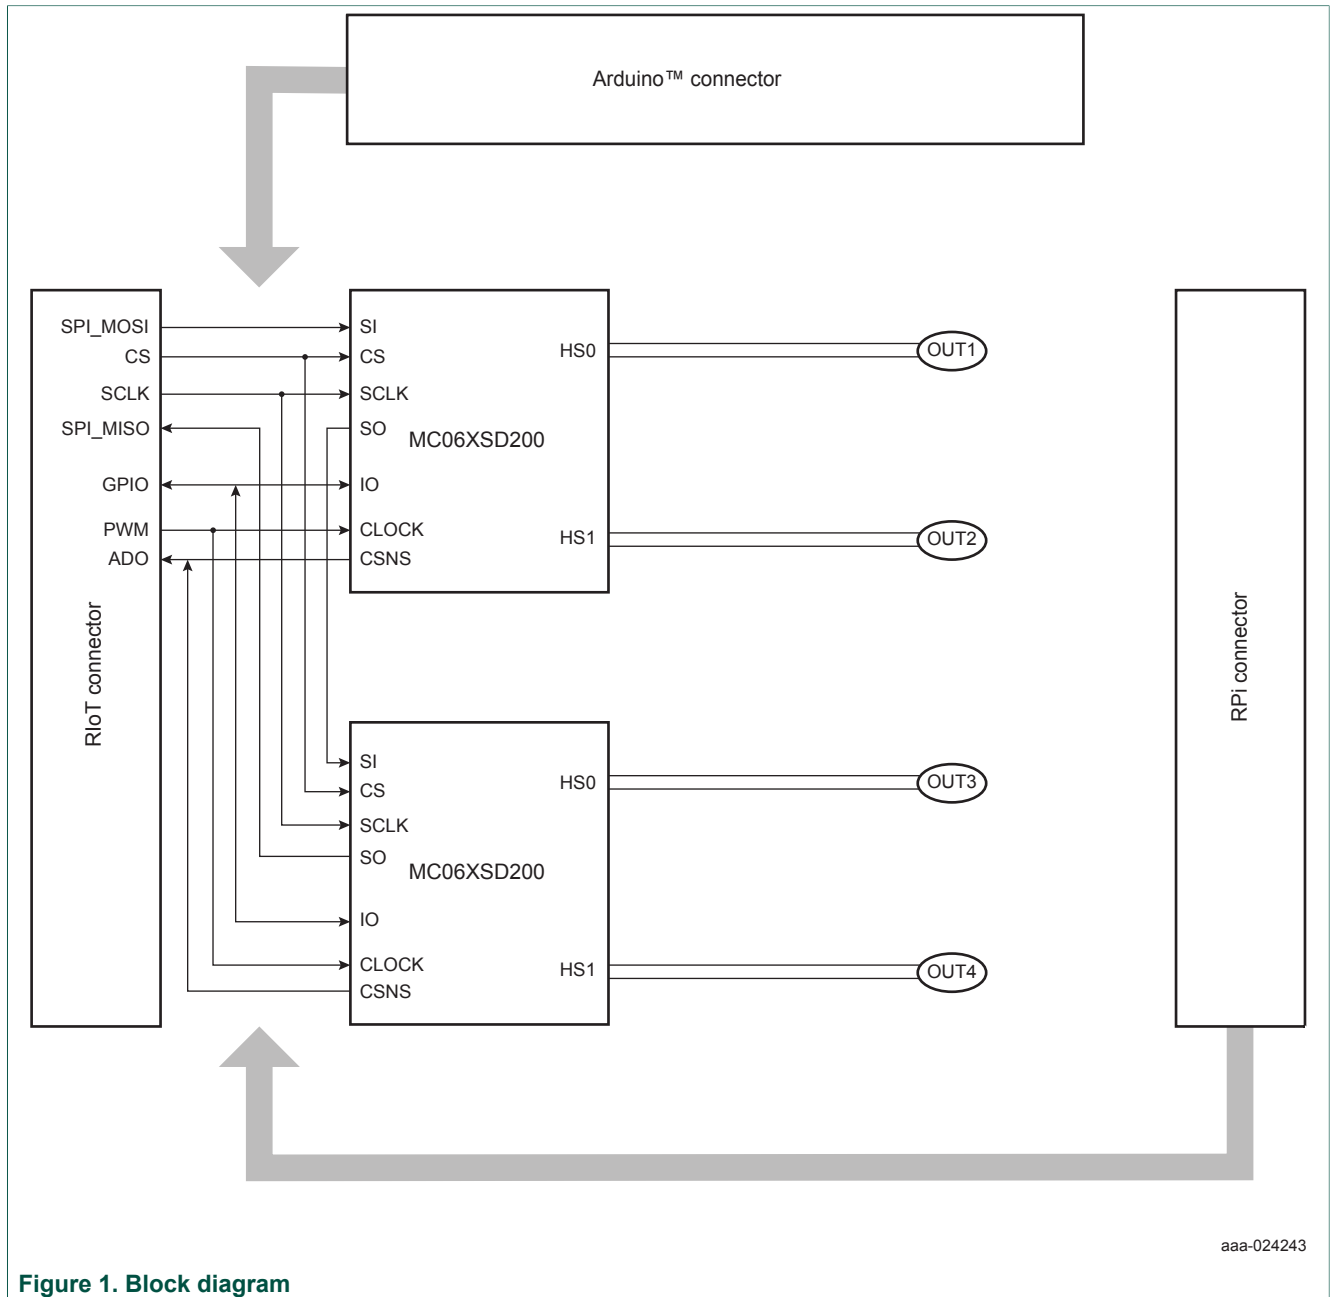 Arduino™ connector
SPI_MOSI
CS
SCLK
SPI_MISO
GPIO
PWM
ADO
RIoT connector
SI
CS
SCLK
SO
IO
CLOCK
CSNS
MC06XSD200
HS0
HS1
OUT1
OUT2
SI
CS
SCLK
SO
IO
CLOCK
CSNS
MC06XSD200
HS0
HS1
OUT3
OUT4
RPi connector
aaa-024243
Figure 1. Block diagram